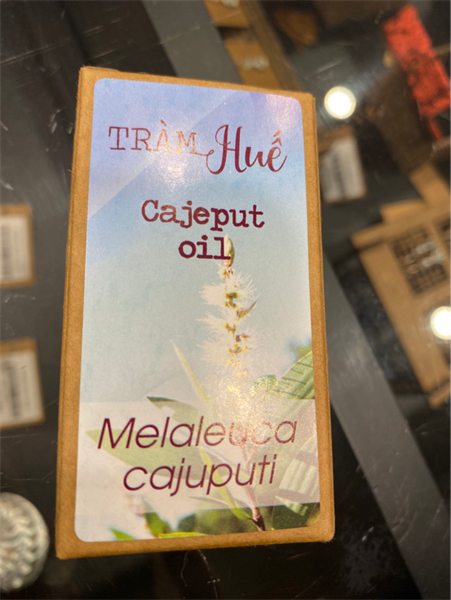 TRÀM Huế
Cajeput
oil
Melaleuca
cajuputi